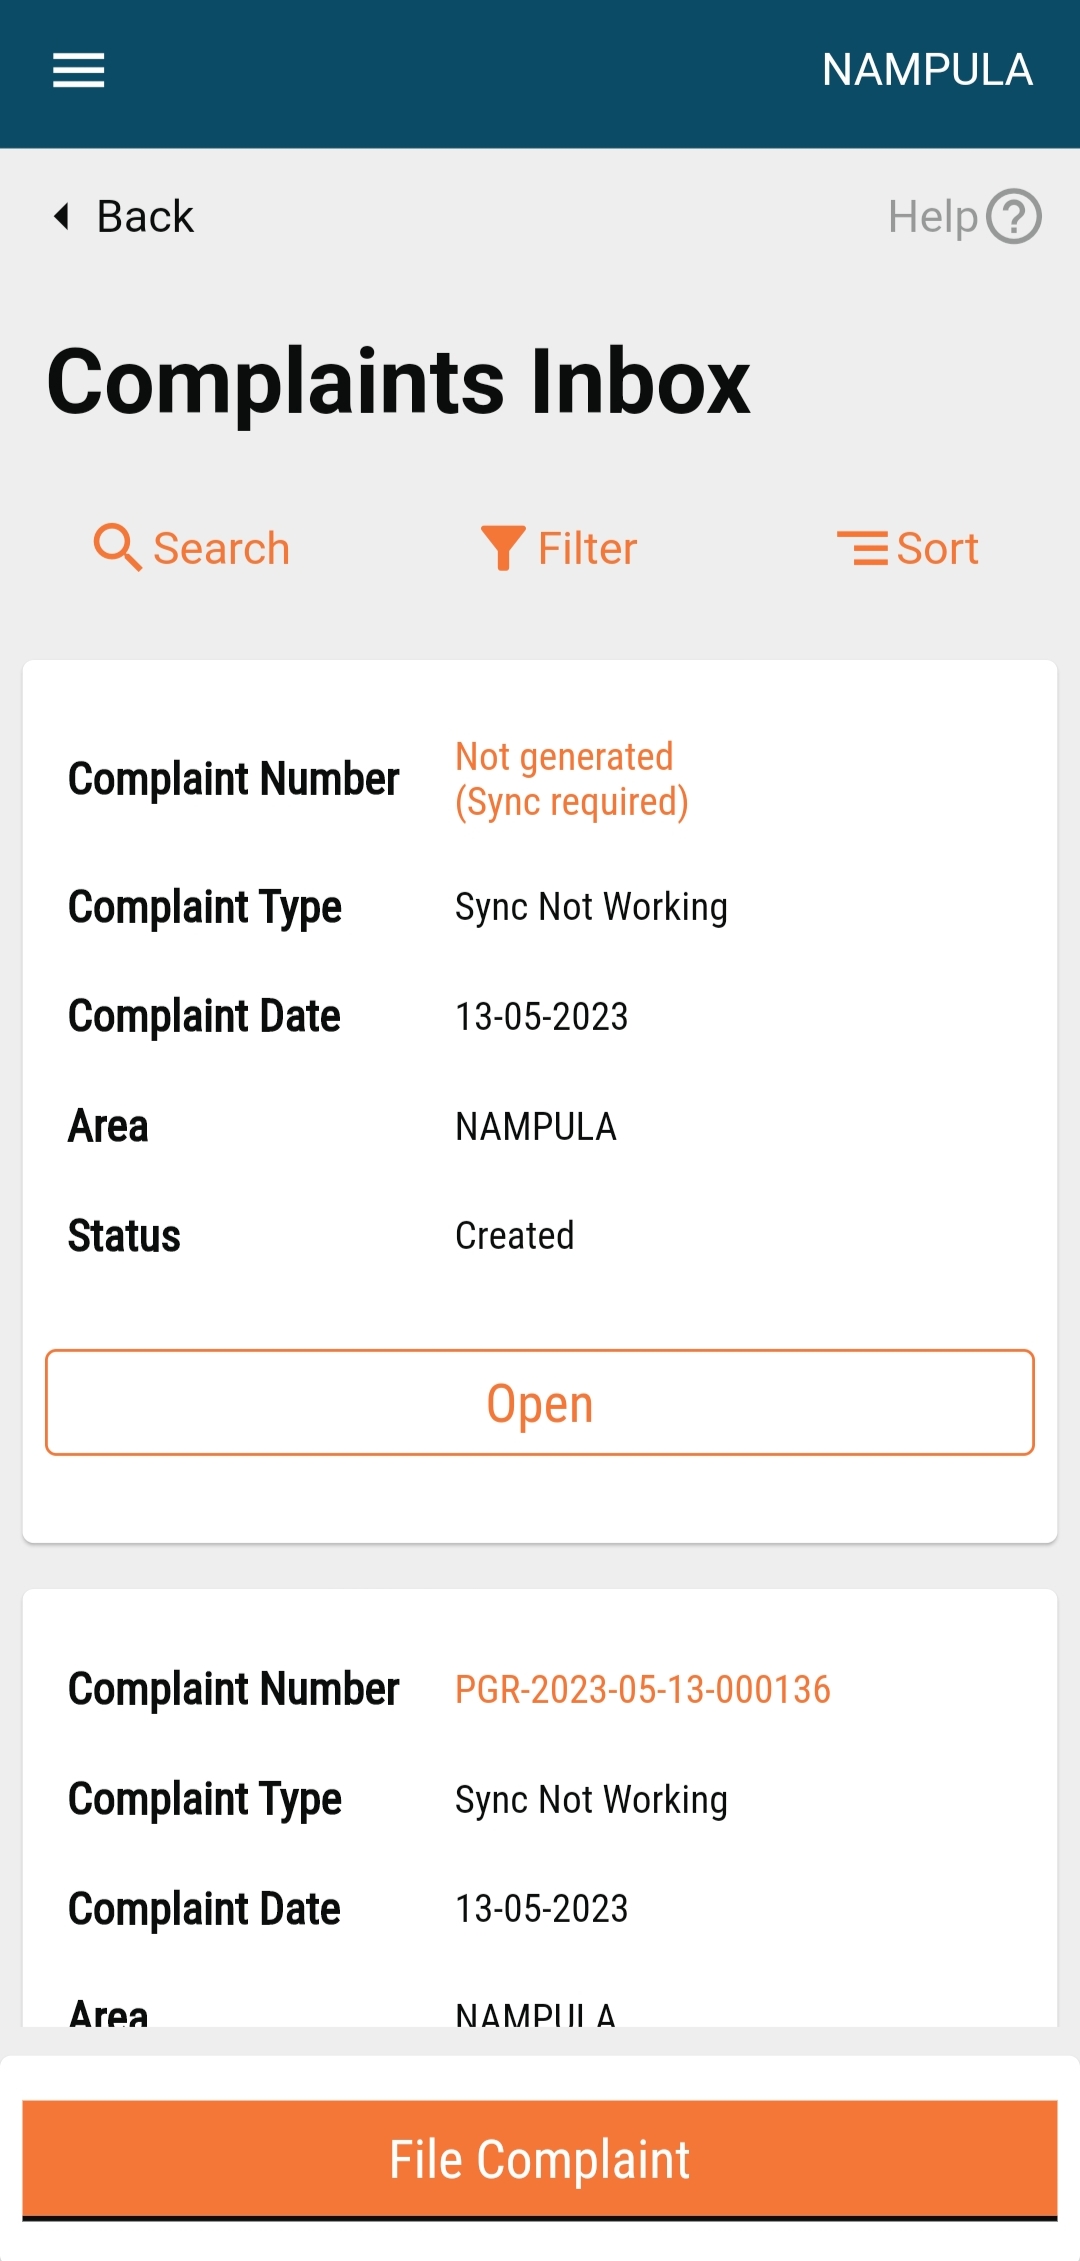 NAMPULA
Back
Help
Complaints Inbox
Search
Filter
Sort
Complaint Number
Not generated
(Sync required)
Complaint Type
Sync Not Working
Complaint Date
13-05-2023
Area
NAMPULA
Status
Created
Open
Complaint Number
PGR-2023-05-13-000136
Complaint Type
Sync Not Working
Complaint Date
13-05-2023
Area
NAMPULA
File Complaint